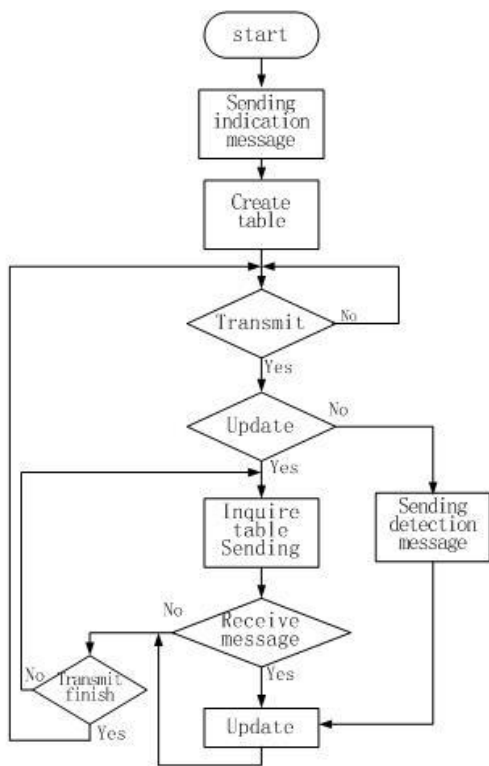 start
Sending
indication
message
Create
table
Transmit
No
Yes
Update
No
Yes
Inquire
table
Sending
Sending
detection
message
Receive
message
No
Yes
Transmit
finish
No
Yes
Update